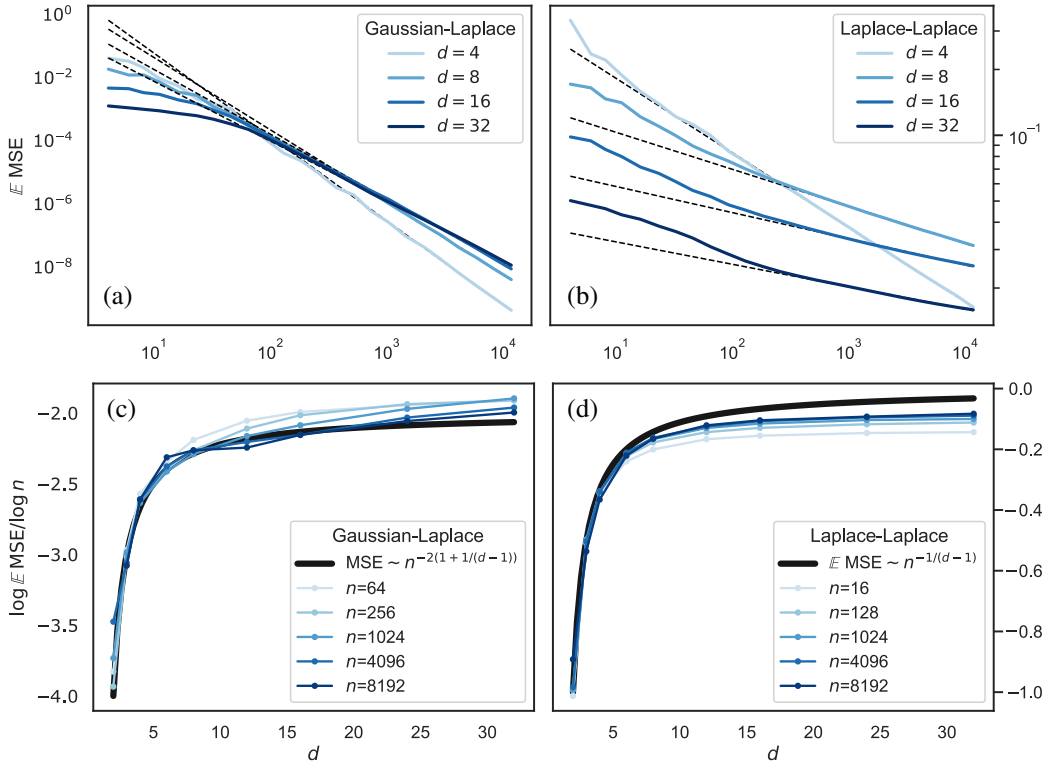 10^0
10^-2
10^-4
10^-6
10^-8
𝔼 MSE
Gaussian-Laplace
d = 4
d = 8
d = 16
d = 32
(a)
10^1
10^2
10^3
10^4
Laplace-Laplace
d = 4
d = 8
d = 16
d = 32
(b)
10^-1
10^1
10^2
10^3
10^4
(c)
−2.0
−2.5
−3.0
−3.5
−4.0
log 𝔼 MSE/log n
Gaussian-Laplace
MSE ~ n^−2(1+1/(d−1))
n=64
n=256
n=1024
n=4096
n=8192
5
10
15
20
25
30
d
(d)
0.0
−0.2
−0.4
−0.6
−0.8
−1.0
Laplace-Laplace
𝔼 MSE ~ n^−1/(d−1)
n=16
n=128
n=1024
n=4096
n=8192
5
10
15
20
25
30
d